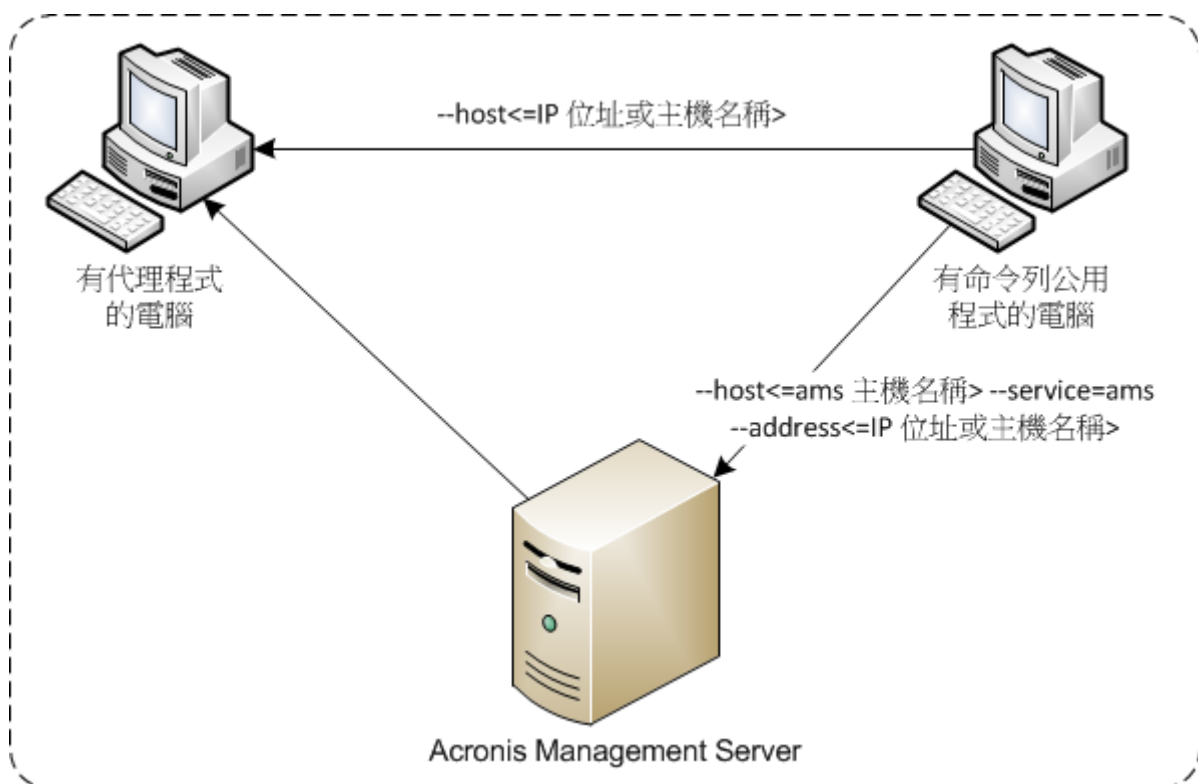 --host<=IP 位址或主機名稱>
有代理程式
的電腦
有命令列公用
程式的電腦
--host<=ams 主機名稱> --service=ams
--address<=IP 位址或主機名稱>
Acronis Management Server